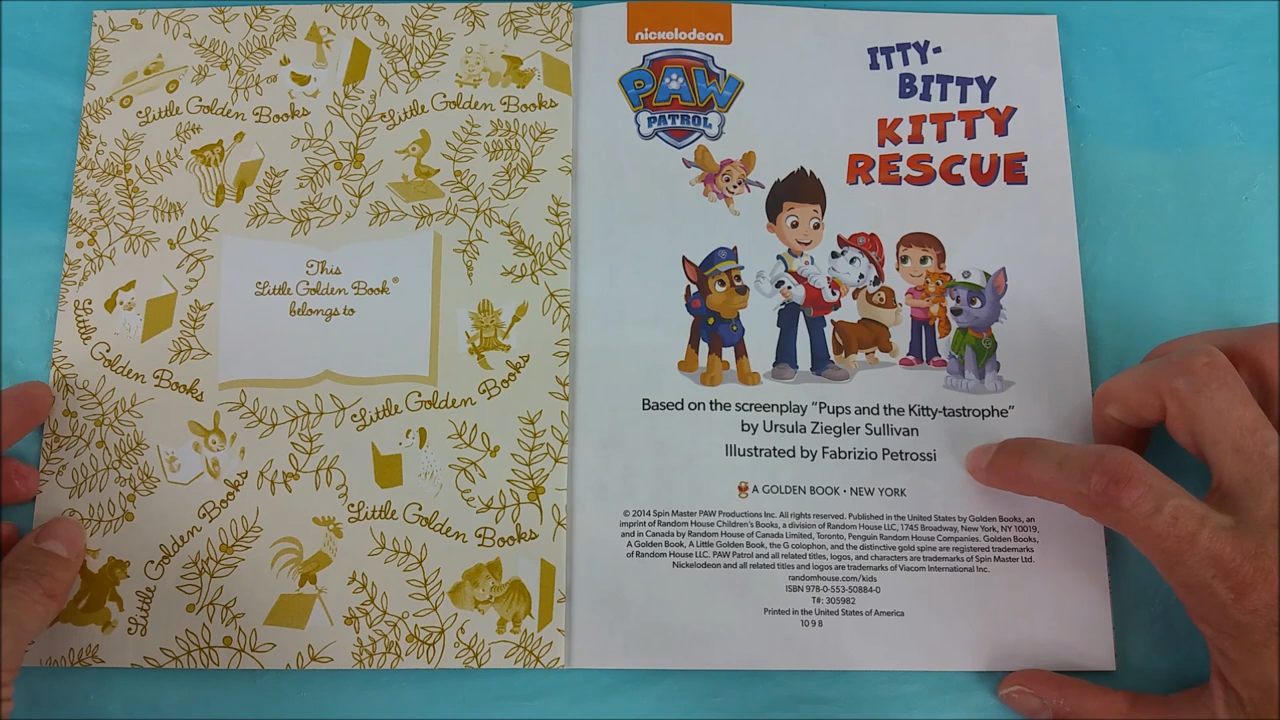 Little Golden Books
Little Golden Books
This
Little Golden Book®
belongs to
Little Golden Books
Little Golden Books
Little Golden Books
Little Golden Books
nickelodeon
PAW
PATROL
ITTY-
BITTY
KITTY
RESCUE
Based on the screenplay “Pups and the Kitty-tastrophe”
by Ursula Ziegler Sullivan
Illustrated by Fabrizio Petrossi
A GOLDEN BOOK • NEW YORK
© 2014 Spin Master PAW Productions Inc. All rights reserved. Published in the United States by Golden Books, an
imprint of Random House Children's Books, a division of Random House LLC, 1745 Broadway, New York, NY 10019,
and in Canada by Random House of Canada Limited, Toronto, Penguin Random House Companies. Golden Books,
A Golden Book, A Little Golden Book, the G colophon, and the distinctive gold spine are registered trademarks
of Random House LLC. PAW Patrol and all related titles, logos, and characters are trademarks of Spin Master Ltd.
Nickelodeon and all related titles and logos are trademarks of Viacom International Inc.
randomhouse.com/kids
ISBN 978-0-553-50884-0
T#: 305982
Printed in the United States of America
10 9 8